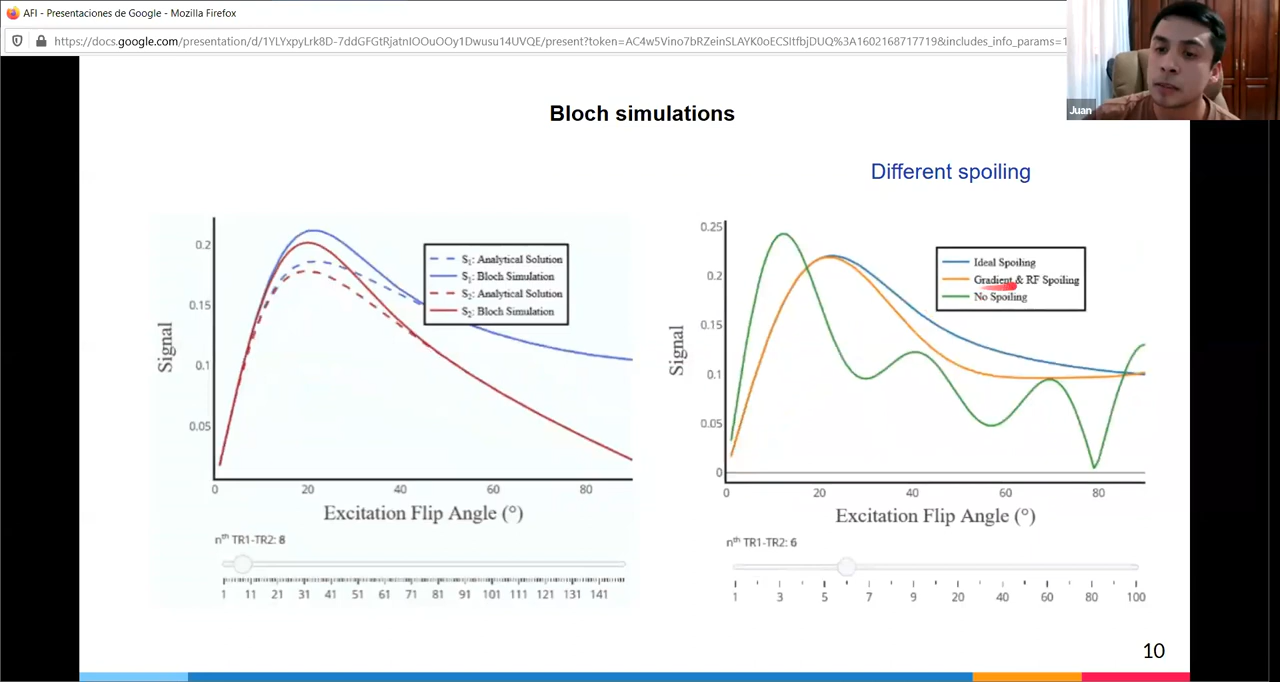 AFI - Presentaciones de Google - Mozilla Firefox
https://docs.google.com/presentation/d/1YLYxpyLrk8D-7ddGFGtRjatnIOOuOOy1Dwusu14UVQE/present?token=AC4w5Vino7bRZeinSLAYK0oECSItfbjDUQ%3A1602168717719&includes_info_params=1
Juan
Bloch simulations
Different spoiling
Signal
0.2
0.15
0.1
0.05
S₁: Analytical Solution
S₁: Bloch Simulation
S₂: Analytical Solution
S₂: Bloch Simulation
0 20 40 60 80
Excitation Flip Angle (°)
nᵗʰ TR1-TR2: 8
1 11 21 31 41 51 61 71 81 91 101 111 121 131 141
Signal
0.25
0.2
0.15
0.1
0.05
0
Ideal Spoiling
Gradient & RF Spoiling
No Spoiling
0 20 40 60 80
Excitation Flip Angle (°)
nᵗʰ TR1-TR2: 6
1 3 5 7 9 20 40 60 80 100
10